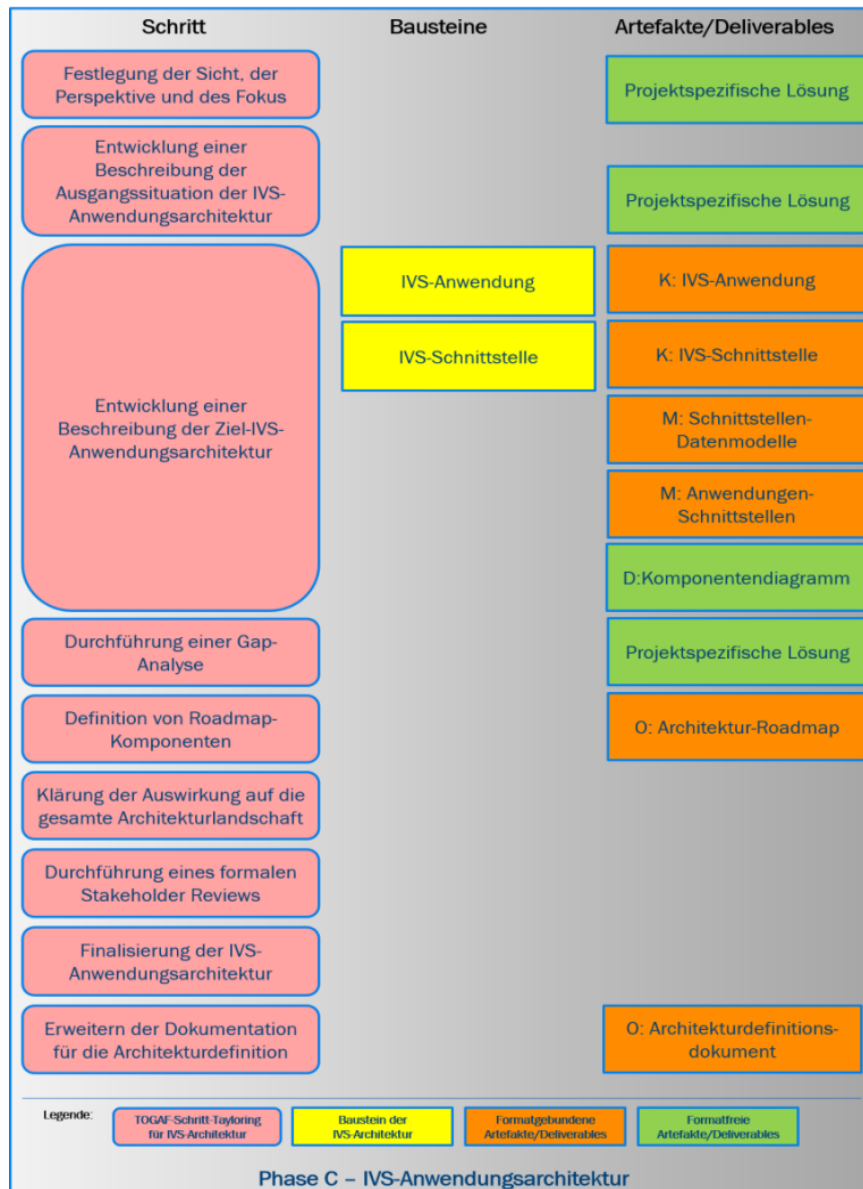 Schritt
Bausteine
Artefakte/Deliverables
Festlegung der Sicht, der
Perspektive und des Fokus
Projektspezifische Lösung
Entwicklung einer
Beschreibung der
Ausgangssituation der IVS-
Anwendungsarchitektur
Projektspezifische Lösung
Entwicklung einer
Beschreibung der Ziel-IVS-
Anwendungsarchitektur
IVS-Anwendung
K: IVS-Anwendung
IVS-Schnittstelle
K: IVS-Schnittstelle
M: Schnittstellen-
Datenmodelle
M: Anwendungen-
Schnittstellen
D:Komponentendiagramm
Durchführung einer Gap-
Analyse
Projektspezifische Lösung
Definition von Roadmap-
Komponenten
O: Architektur-Roadmap
Klärung der Auswirkung auf die
gesamte Architekturlandschaft
Durchführung eines formalen
Stakeholder Reviews
Finalisierung der IVS-
Anwendungsarchitektur
Erweitern der Dokumentation
für die Architekturdefinition
O: Architekturdefinitions-
dokument
Legende:
TOGAF-Schritt-Tayloring
für IVS-Architektur
Baustein der
IVS-Architektur
Formatgebundene
Artefakte/Deliverables
Formatfreie
Artefakte/Deliverables
Phase C – IVS-Anwendungsarchitektur